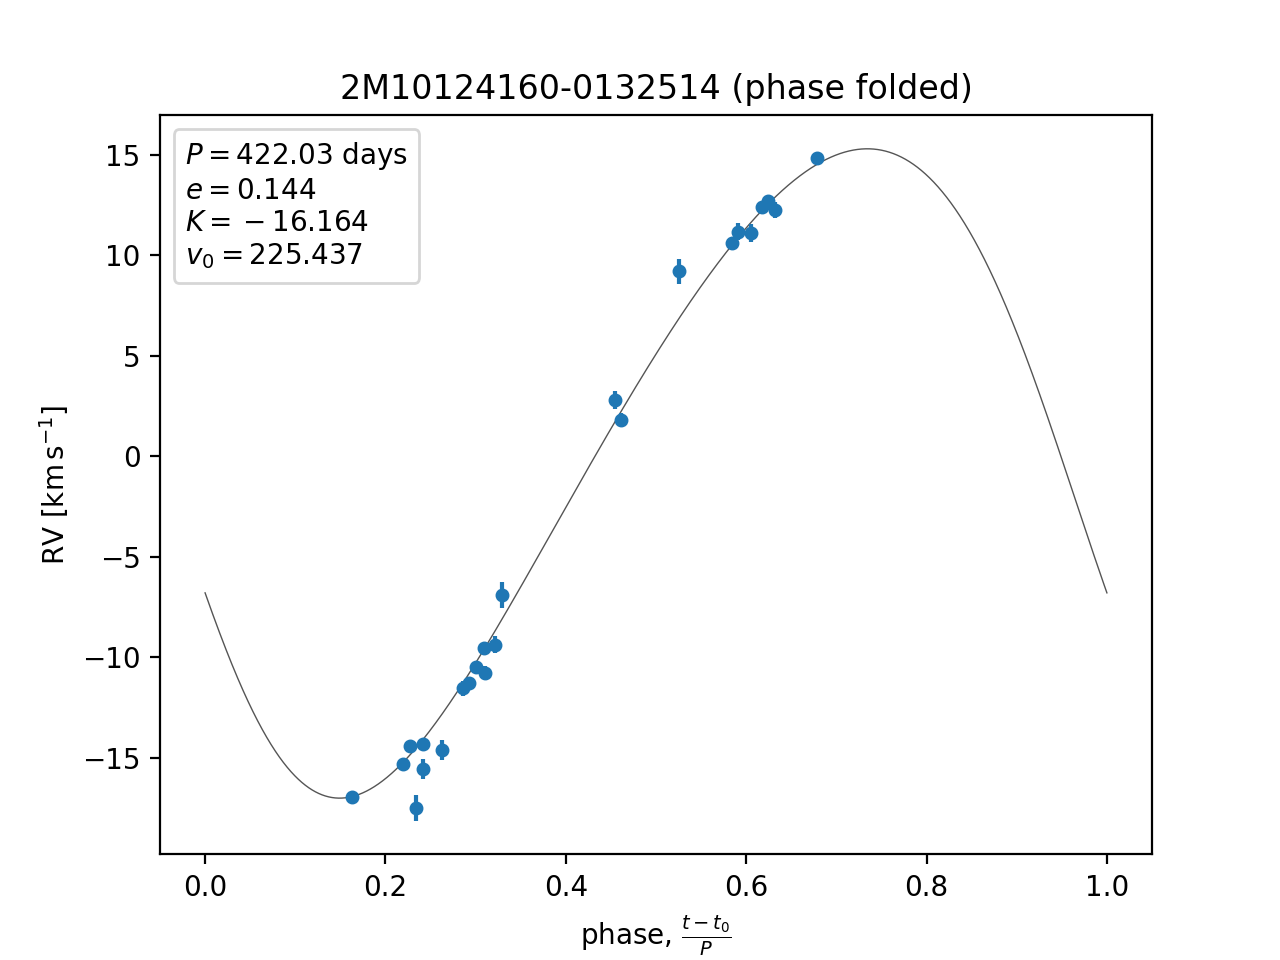 2M10124160-0132514 (phase folded)
P = 422.03 days
e = 0.144
K = −16.164
v₀ = 225.437
15
10
5
0
−5
−10
−15
RV [km s⁻¹]
0.0 0.2 0.4 0.6 0.8 1.0
phase, (t − t₀)/P